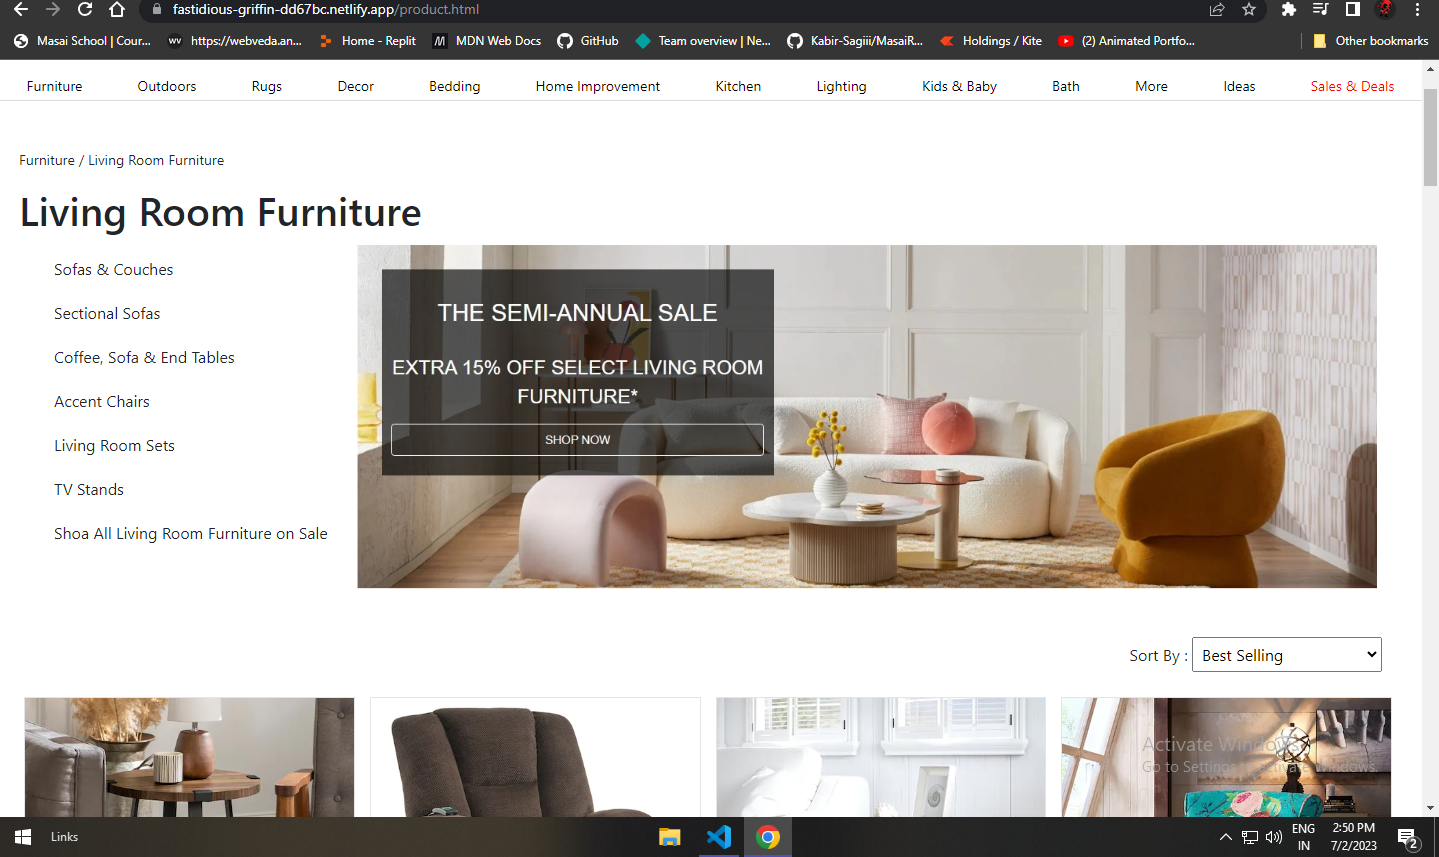 fastidious-griffin-dd67bc.netlify.app/product.html
Masai School | Cour... https://webveda.an... Home - Replit MDN Web Docs GitHub Team overview | Ne... Kabir-Sagiii/MasaiR... Holdings / Kite (2) Animated Portfo... Other bookmarks
Furniture Outdoors Rugs Decor Bedding Home Improvement Kitchen Lighting Kids & Baby Bath More Ideas Sales & Deals
Furniture / Living Room Furniture
Living Room Furniture
Sofas & Couches
Sectional Sofas
Coffee, Sofa & End Tables
Accent Chairs
Living Room Sets
TV Stands
Shoa All Living Room Furniture on Sale
THE SEMI-ANNUAL SALE
EXTRA 15% OFF SELECT LIVING ROOM
FURNITURE*
SHOP NOW
Sort By : Best Selling
Activate Windows
Go to Settings to activate Windows.
Links
ENG
IN
2:50 PM
7/2/2023
2